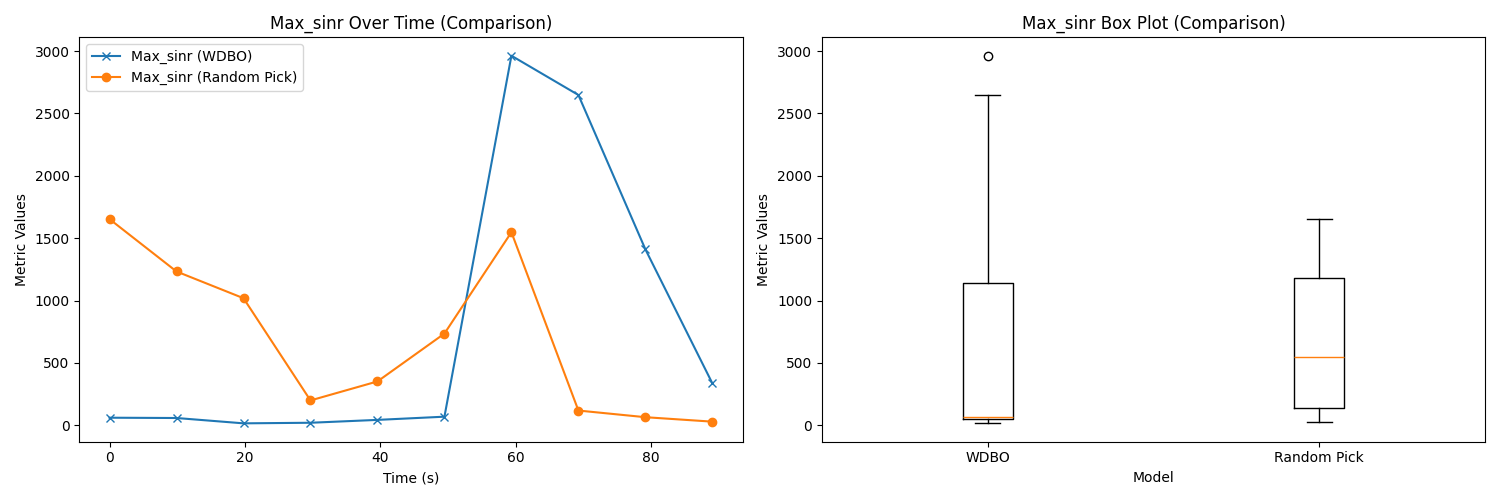 Max_sinr Over Time (Comparison)
Max_sinr (WDBO)
Max_sinr (Random Pick)
Metric Values
3000
2500
2000
1500
1000
500
0
0 20 40 60 80
Time (s)
Max_sinr Box Plot (Comparison)
Metric Values
3000
2500
2000
1500
1000
500
0
WDBO Random Pick
Model